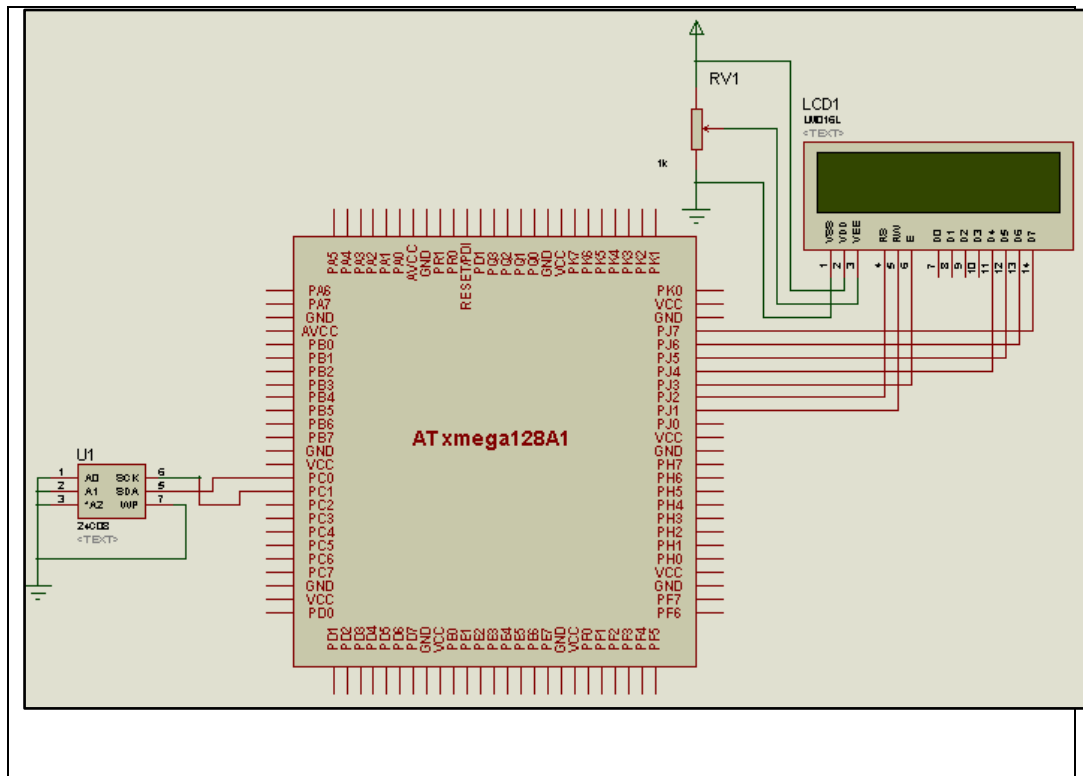 RV1
1k
LCD1
LM016L
<TEXT>
VSS VDD VEE RS RW E D0 D1 D2 D3 D4 D5 D6 D7
1 2 3 4 5 6 7 8 9 10 11 12 13 14
PA5 PA4 PA3 PA2 PA1 PA0 AVCC GND PR1 PR0 RESET/PDI PD1 PQ3 PQ2 PQ1 PQ0 GND VCC PK7 PK6 PK5 PK4 PK3 PK2 PK1
PA6
PA7
GND
AVCC
PB0
PB1
PB2
PB3
PB4
PB5
PB6
PB7
GND
VCC
PC0
PC1
PC2
PC3
PC4
PC5
PC6
PC7
GND
VCC
PD0
ATxmega128A1
PK0
VCC
GND
PJ7
PJ6
PJ5
PJ4
PJ3
PJ2
PJ1
PJ0
VCC
GND
PH7
PH6
PH5
PH4
PH3
PH2
PH1
PH0
VCC
GND
PF7
PF6
PD1 PD2 PD3 PD4 PD5 PD6 PD7 GND VCC PE0 PE1 PE2 PE3 PE4 PE5 PE6 PE7 GND VCC PF0 PF1 PF2 PF3 PF4 PF5
U1
1 A0 SCK 6
2 A1 SDA 5
3 *A2 WP 7
24C08
<TEXT>